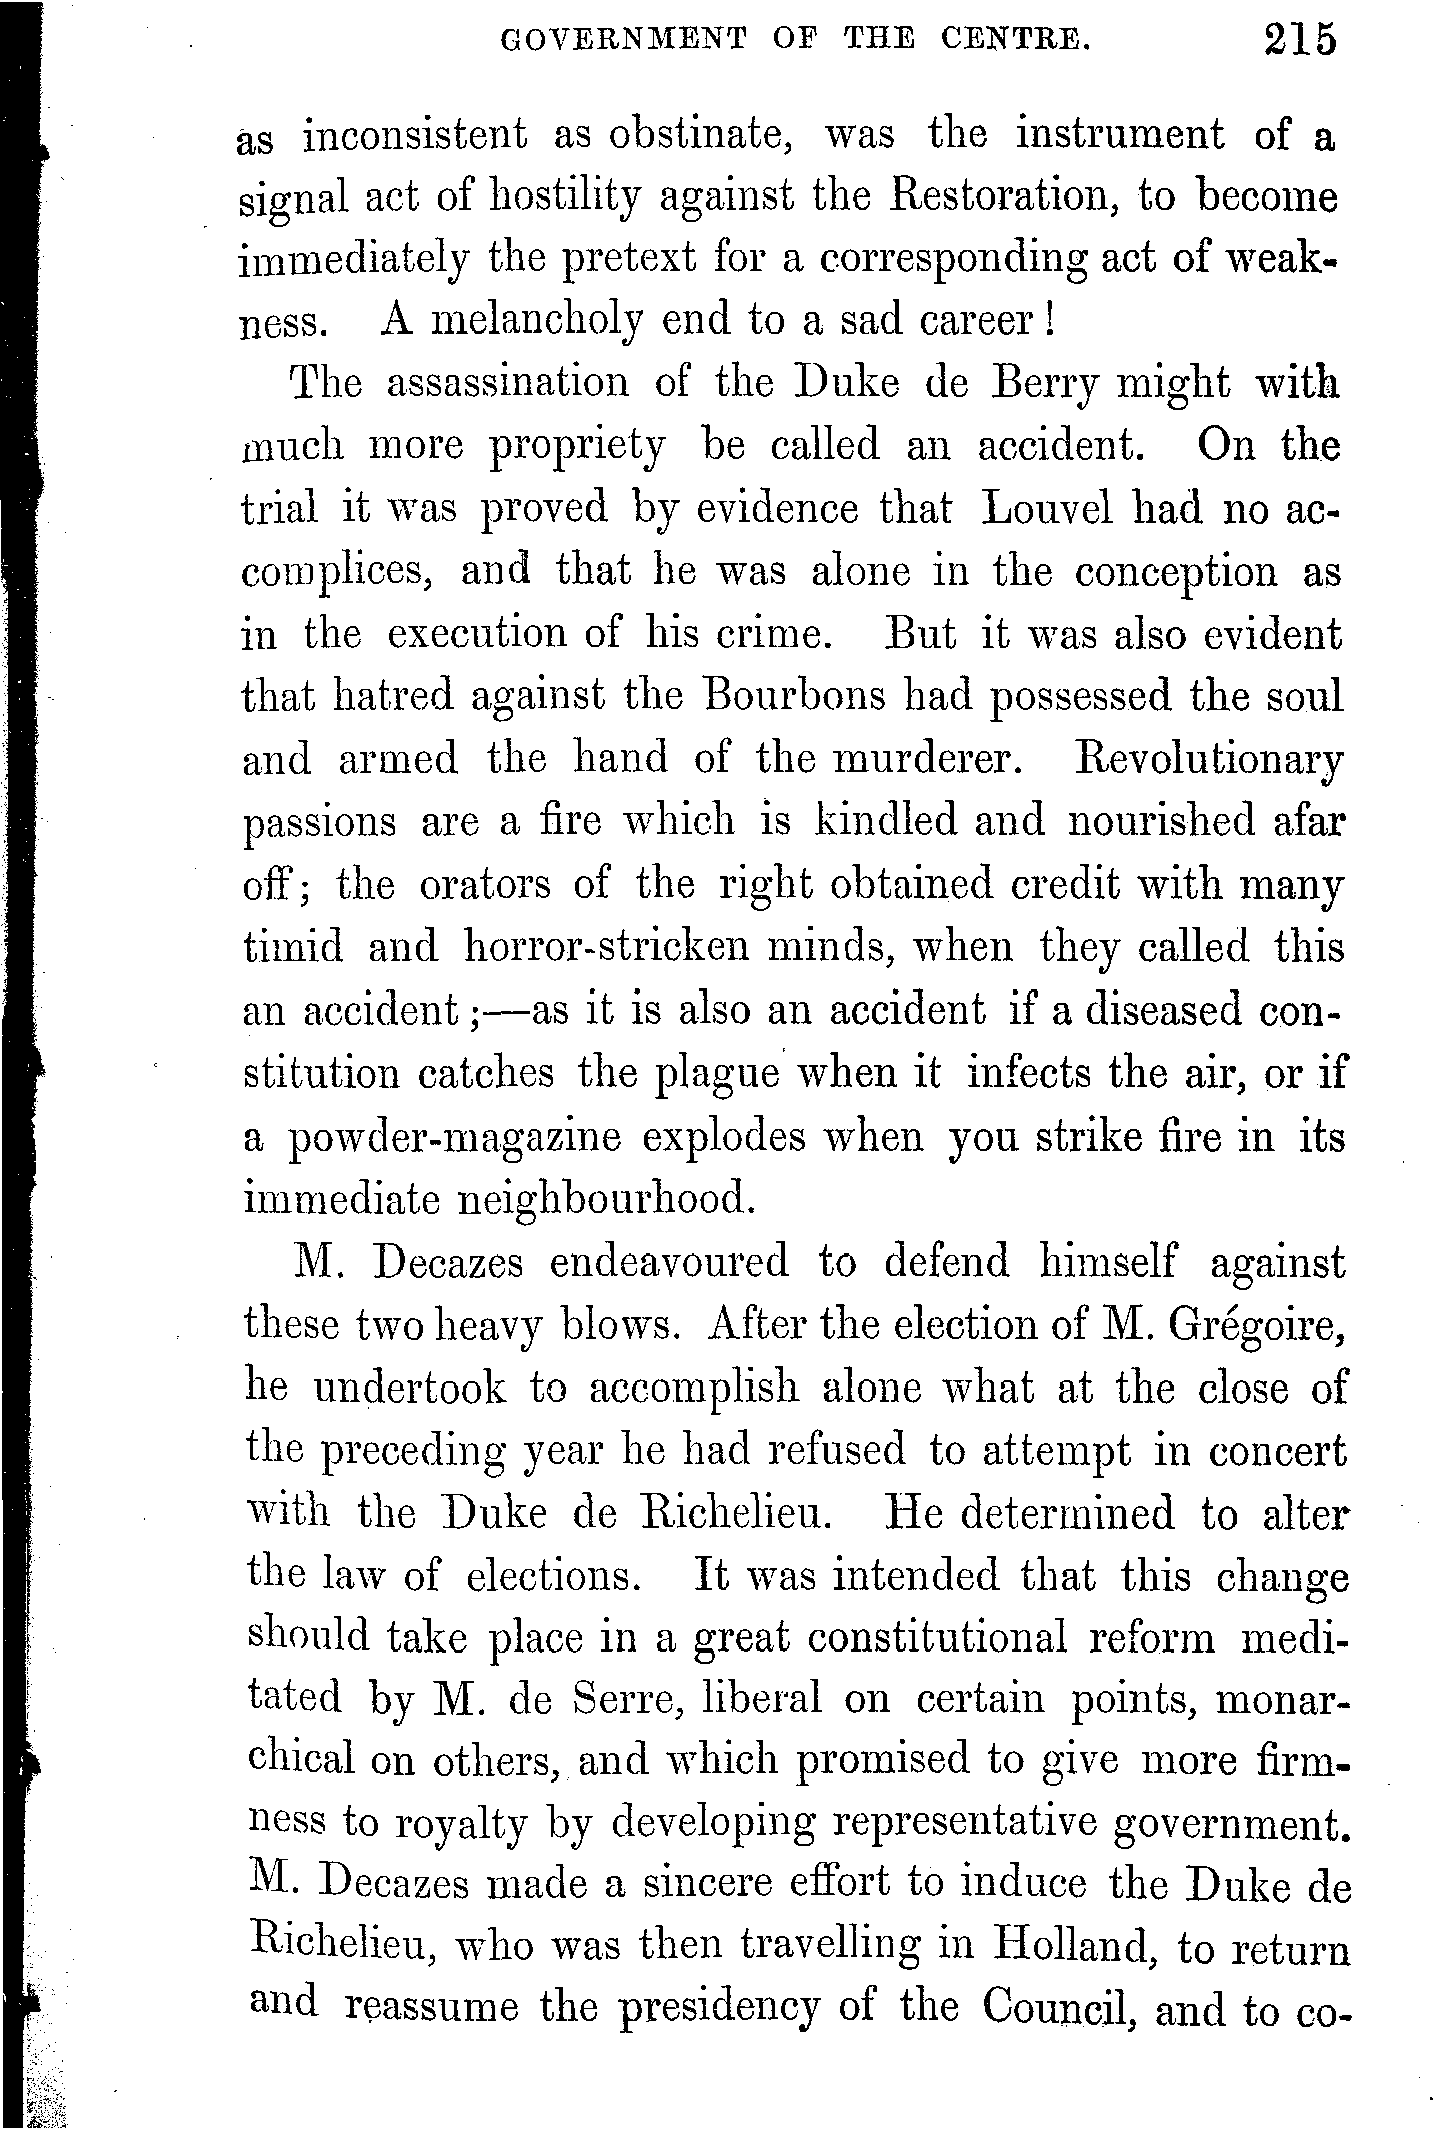 GOVERNMENT OF THE CENTRE. 215
as inconsistent as obstinate, was the instrument of a
signal act of hostility against the Restoration, to become
immediately the pretext for a corresponding act of weak-
ness. A melancholy end to a sad career!
The assassination of the Duke de Berry might with
much more propriety be called an accident. On the
trial it was proved by evidence that Louvel had no ac-
complices, and that he was alone in the conception as
in the execution of his crime. But it was also evident
that hatred against the Bourbons had possessed the soul
and armed the hand of the murderer. Revolutionary
passions are a fire which is kindled and nourished afar
off; the orators of the right obtained credit with many
timid and horror-stricken minds, when they called this
an accident;—as it is also an accident if a diseased con-
stitution catches the plague when it infects the air, or if
a powder-magazine explodes when you strike fire in its
immediate neighbourhood.
M. Decazes endeavoured to defend himself against
these two heavy blows. After the election of M. Grégoire,
he undertook to accomplish alone what at the close of
the preceding year he had refused to attempt in concert
with the Duke de Richelieu. He determined to alter
the law of elections. It was intended that this change
should take place in a great constitutional reform medi-
tated by M. de Serre, liberal on certain points, monar-
chical on others, and which promised to give more firm-
ness to royalty by developing representative government.
M. Decazes made a sincere effort to induce the Duke de
Richelieu, who was then travelling in Holland, to return
and reassume the presidency of the Council, and to co-